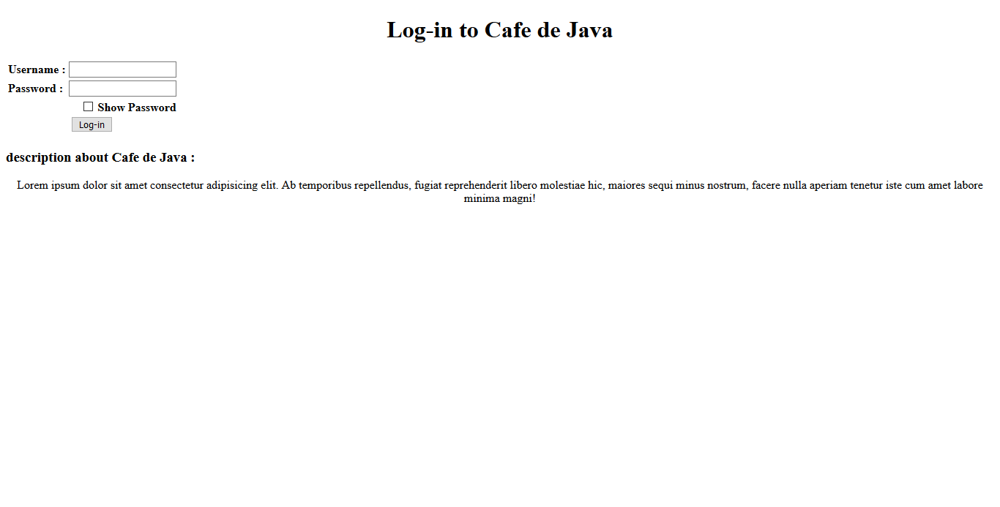 Log-in to Cafe de Java
Username :
Password :
Show Password
Log-in
description about Cafe de Java :
Lorem ipsum dolor sit amet consectetur adipisicing elit. Ab temporibus repellendus, fugiat reprehenderit libero molestiae hic, maiores sequi minus nostrum, facere nulla aperiam tenetur iste cum amet labore
minima magni!